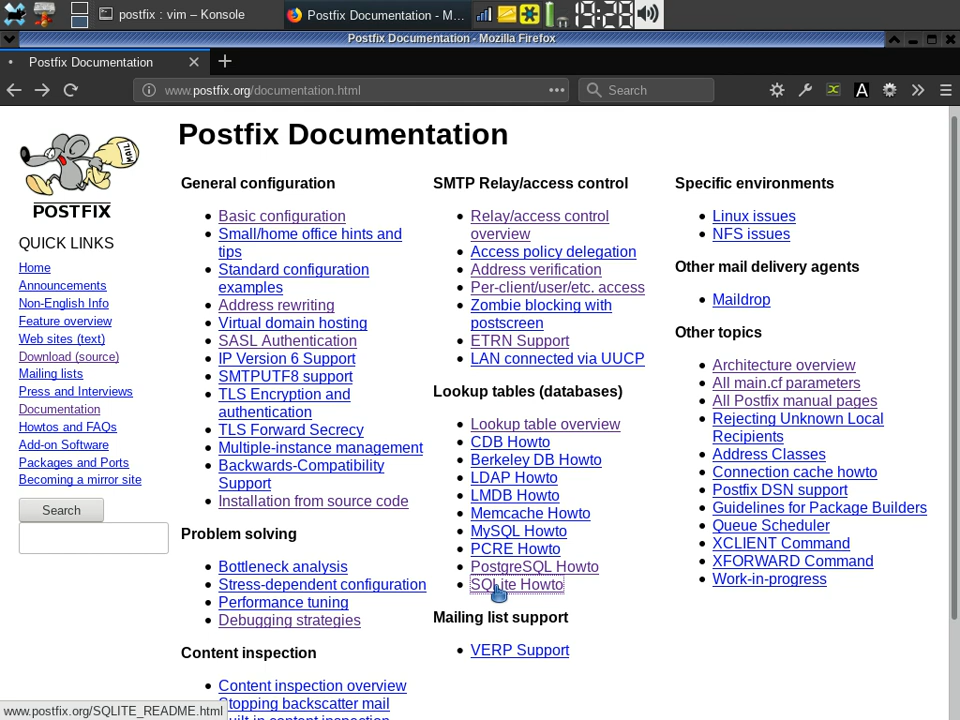 postfix : vim – Konsole
Postfix Documentation - M...
19:28
Postfix Documentation - Mozilla Firefox
Postfix Documentation
www.postfix.org/documentation.html
Search
A
MAIL
POSTFIX
QUICK LINKS
Home
Announcements
Non-English Info
Feature overview
Web sites (text)
Download (source)
Mailing lists
Press and Interviews
Documentation
Howtos and FAQs
Add-on Software
Packages and Ports
Becoming a mirror site
Search
Postfix Documentation
General configuration
Basic configuration
Small/home office hints and
tips
Standard configuration
examples
Address rewriting
Virtual domain hosting
SASL Authentication
IP Version 6 Support
SMTPUTF8 support
TLS Encryption and
authentication
TLS Forward Secrecy
Multiple-instance management
Backwards-Compatibility
Support
Installation from source code
Problem solving
Bottleneck analysis
Stress-dependent configuration
Performance tuning
Debugging strategies
Content inspection
Content inspection overview
Stopping backscatter mail
Built-in content inspection
SMTP Relay/access control
Relay/access control
overview
Access policy delegation
Address verification
Per-client/user/etc. access
Zombie blocking with
postscreen
ETRN Support
LAN connected via UUCP
Lookup tables (databases)
Lookup table overview
CDB Howto
Berkeley DB Howto
LDAP Howto
LMDB Howto
Memcache Howto
MySQL Howto
PCRE Howto
PostgreSQL Howto
SQLite Howto
Mailing list support
VERP Support
Specific environments
Linux issues
NFS issues
Other mail delivery agents
Maildrop
Other topics
Architecture overview
All main.cf parameters
All Postfix manual pages
Rejecting Unknown Local
Recipients
Address Classes
Connection cache howto
Postfix DSN support
Guidelines for Package Builders
Queue Scheduler
XCLIENT Command
XFORWARD Command
Work-in-progress
www.postfix.org/SQLITE_README.html